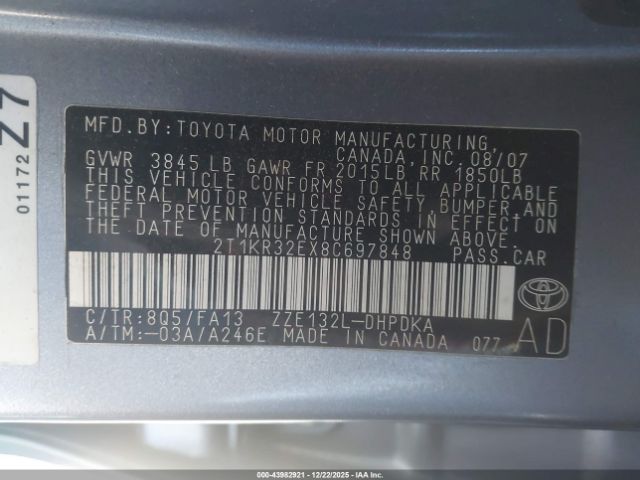 Z7
01172
MFD. BY: TOYOTA MOTOR MANUFACTURING,
CANADA, INC. 08/07
GVWR 3845 LB GAWR FR 2015LB RR 1850LB
THIS VEHICLE CONFORMS TO ALL APPLICABLE
FEDERAL MOTOR VEHICLE SAFETY, BUMPER, AND
THEFT PREVENTION STANDARDS IN EFFECT ON
THE DATE OF MANUFACTURE SHOWN ABOVE.
2T1KR32EX8C697848 PASS.CAR
C/TR:8Q5/FA13 ZZE132L-DHPDKA
A/TM:-03A/A246E MADE IN CANADA 077 AD
000-43982921 - 12/22/2025 - IAAI.COM